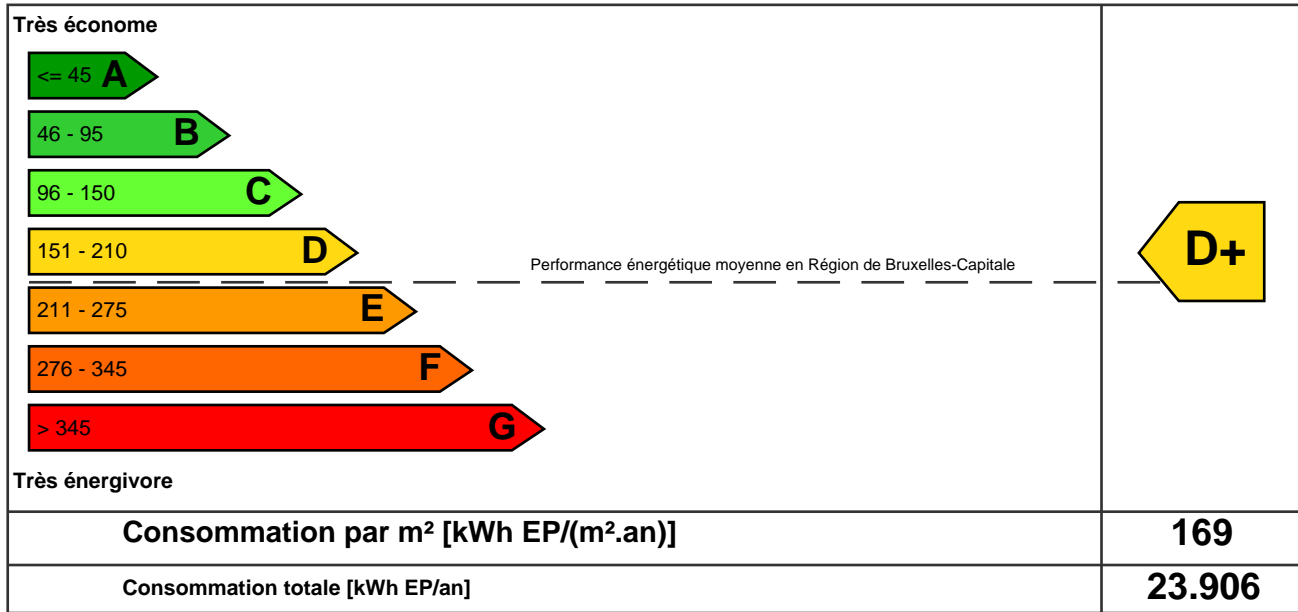 Très économe
<= 45 A
46 - 95 B
96 - 150 C
151 - 210 D
Performance énergétique moyenne en Région de Bruxelles-Capitale
D+
211 - 275 E
276 - 345 F
> 345 G
Très énergivore
Consommation par m² [kWh EP/(m².an)] 169
Consommation totale [kWh EP/an] 23.906